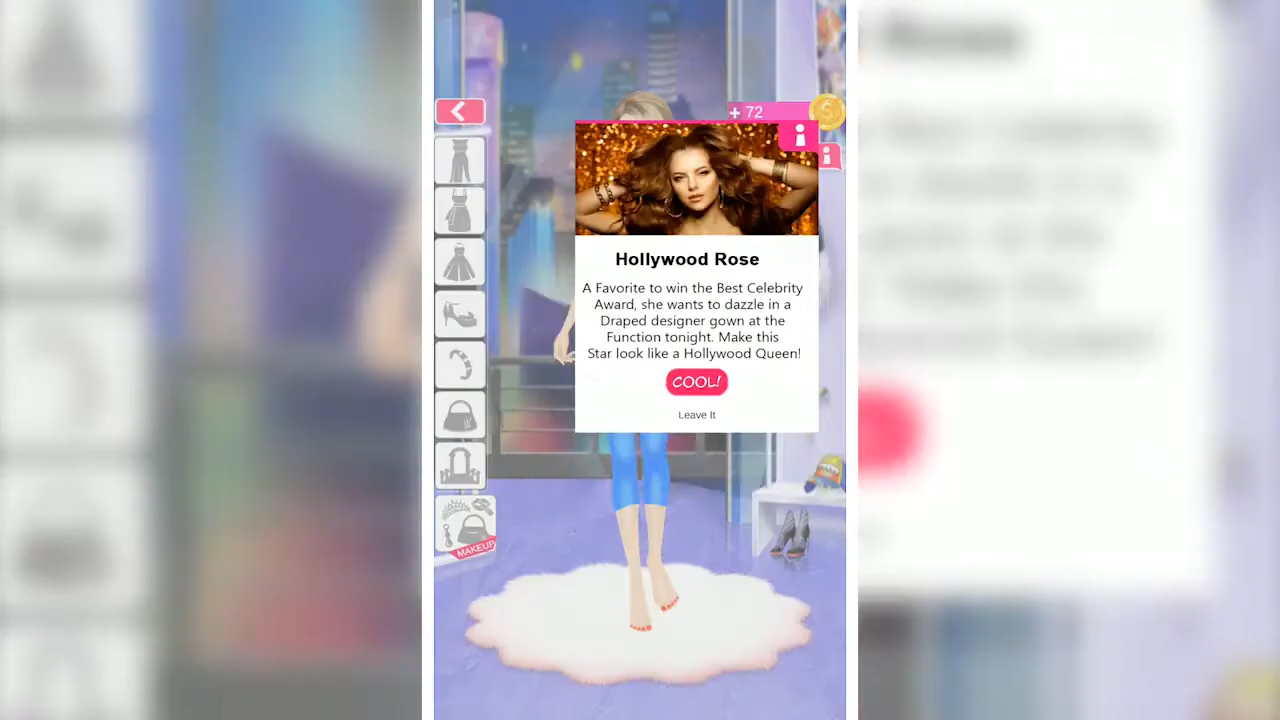 + 72
Hollywood Rose
A Favorite to win the Best Celebrity
Award, she wants to dazzle in a
Draped designer gown at the
Function tonight. Make this
Star look like a Hollywood Queen!
COOL!
Leave It
MAKEUP